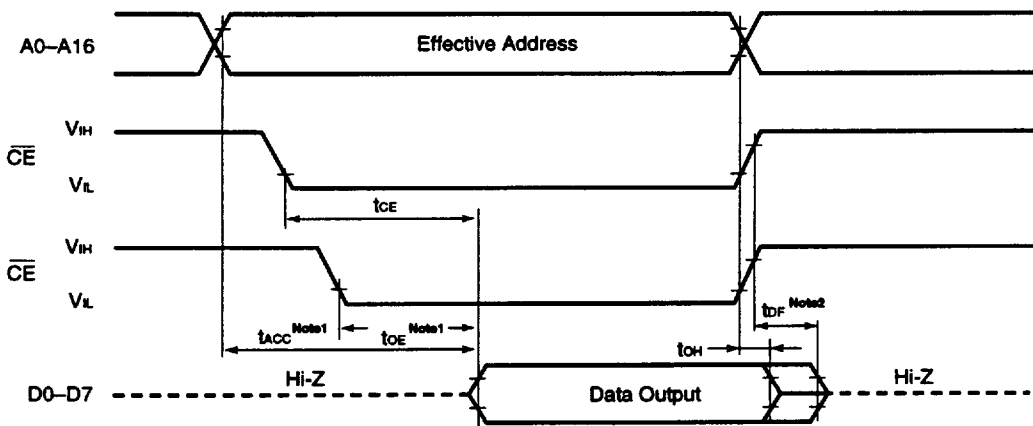 A0–A16 Effective Address
VIH
CE
VIL
tCE
VIH
CE
VIL
tDF Note2
tACC Note1 tOE Note1
tOH
Hi-Z Hi-Z
D0–D7 Data Output